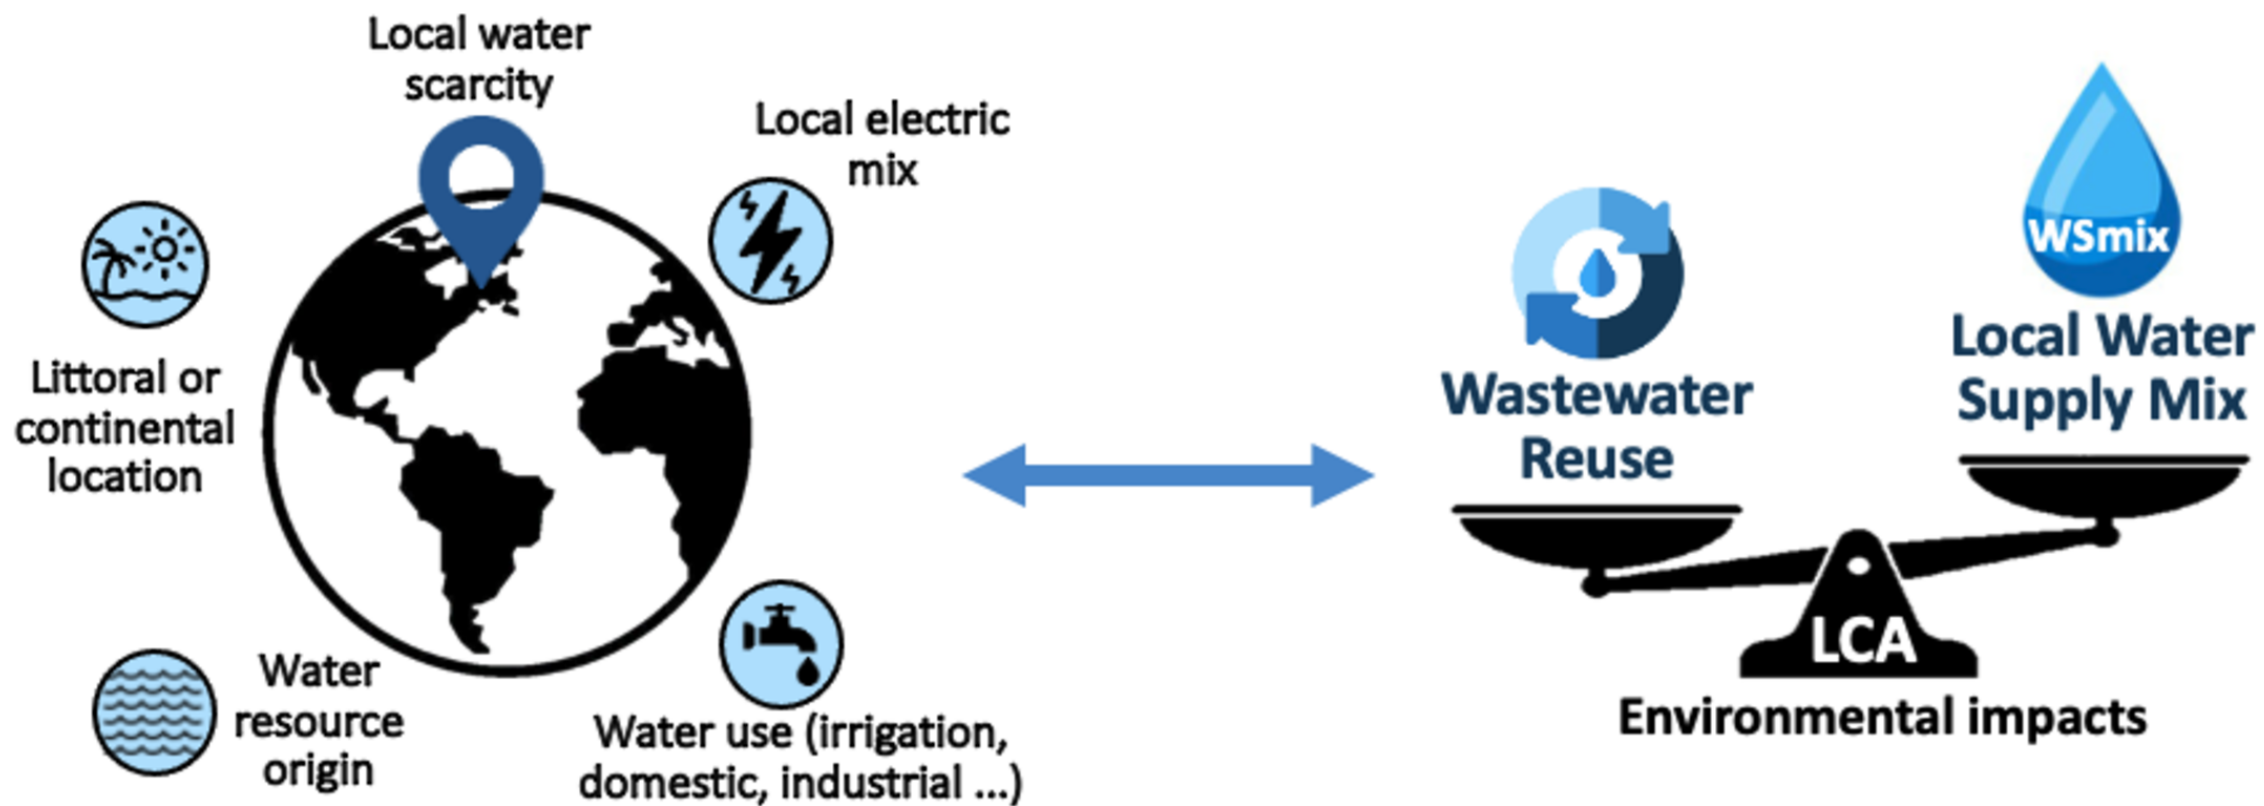 Local water
scarcity
Local electric
mix
Littoral or
continental
location
Water
resource
origin
Water use (irrigation,
domestic, industrial ...)
Wastewater
Reuse
WSmix
Local Water
Supply Mix
LCA
Environmental impacts